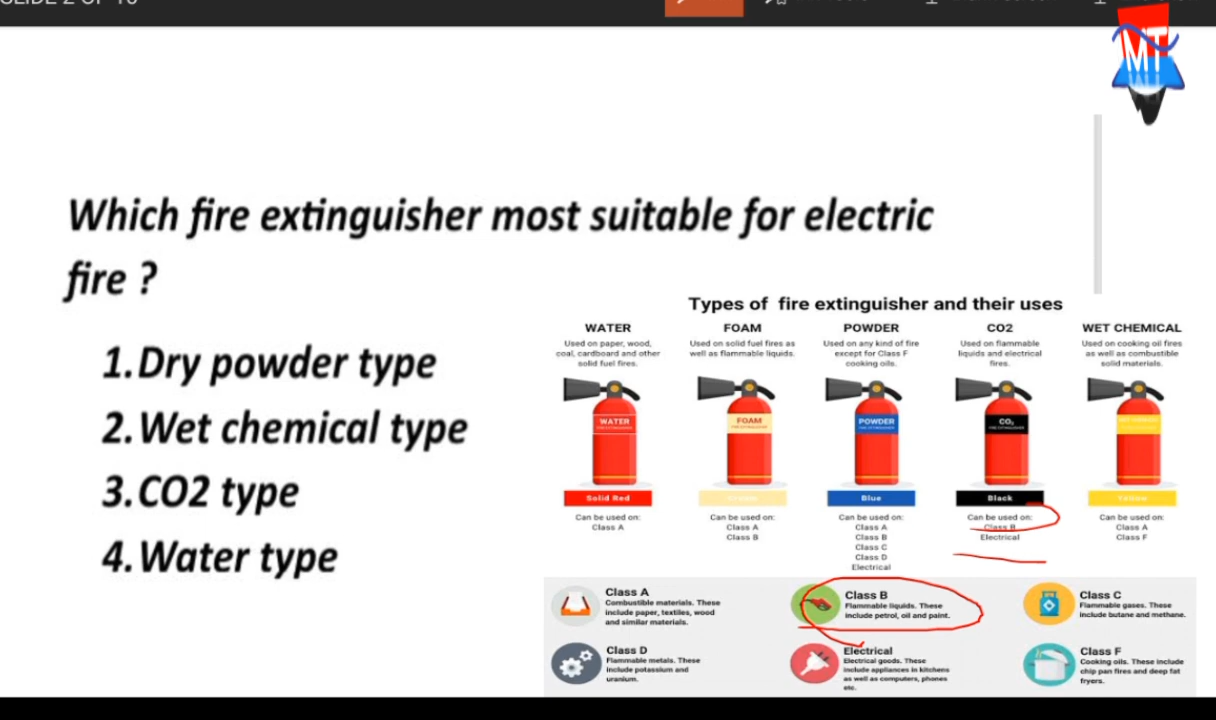 SLIDE 2 OF 10
MT
Which fire extinguisher most suitable for electric
fire ?
1.Dry powder type
2.Wet chemical type
3.CO2 type
4.Water type
Types of fire extinguisher and their uses
WATER
Used on paper, wood,
coal, cardboard and other
solid fuel fires.
WATER
Solid Red
Can be used on:
Class A
FOAM
Used on solid fuel fires as
well as flammable liquids.
FOAM
Can be used on:
Class A
Class B
POWDER
Used on any kind of fire
except for Class F
cooking oils.
POWDER
Blue
Can be used on:
Class A
Class B
Class C
Class D
Electrical
CO2
Used on flammable
liquids and electrical
fires.
CO₂
Black
Can be used on:
Class B
Electrical
WET CHEMICAL
Used on cooking oil fires
as well as combustible
solid materials.
Yellow
Can be used on:
Class A
Class F
Class A
Combustible materials. These
include paper, textiles, wood
and similar materials.
Class B
Flammable liquids. These
include petrol, oil and paint.
Class C
Flammable gases. These
include butane and methane.
Class D
Flammable metals. These
include potassium and
uranium.
Electrical
Electrical goods. These
include appliances in kitchens
as well as computers, phones
etc.
Class F
Cooking oils. These include
chip pan fires and deep fat
fryers.